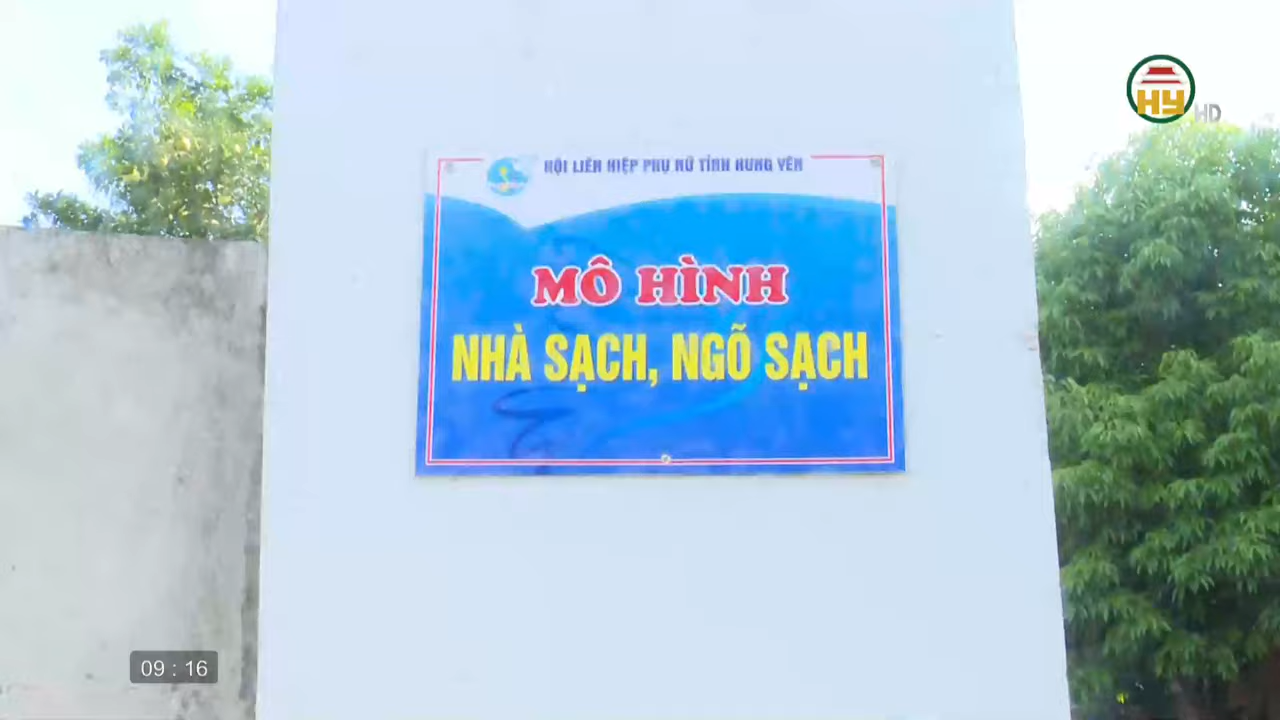 HY HD
HỘI LIÊN HIỆP PHỤ NỮ TỈNH HƯNG YÊN
MÔ HÌNH
NHÀ SẠCH, NGÕ SẠCH
09 : 16